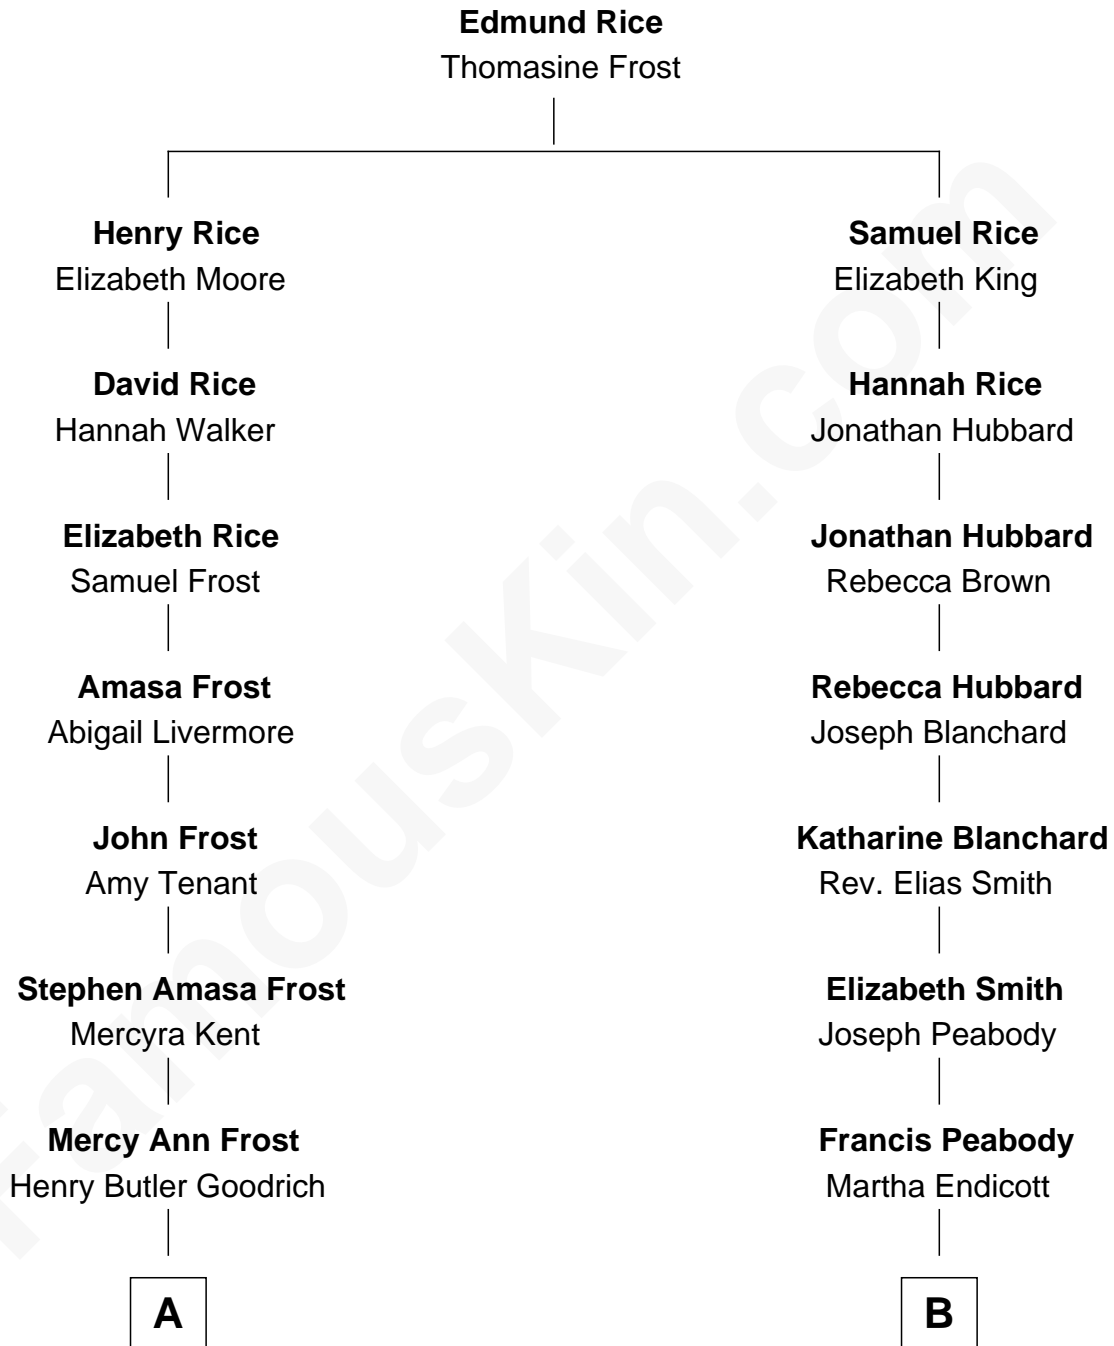 Edmund Rice
Thomasine Frost
Henry Rice
Elizabeth Moore
David Rice
Hannah Walker
Elizabeth Rice
Samuel Frost
Amasa Frost
Abigail Livermore
John Frost
Amy Tenant
Stephen Amasa Frost
Mercyra Kent
Mercy Ann Frost
Henry Butler Goodrich
A
Samuel Rice
Elizabeth King
Hannah Rice
Jonathan Hubbard
Jonathan Hubbard
Rebecca Brown
Rebecca Hubbard
Joseph Blanchard
Katharine Blanchard
Rev. Elias Smith
Elizabeth Smith
Joseph Peabody
Francis Peabody
Martha Endicott
B
FamousKin.com